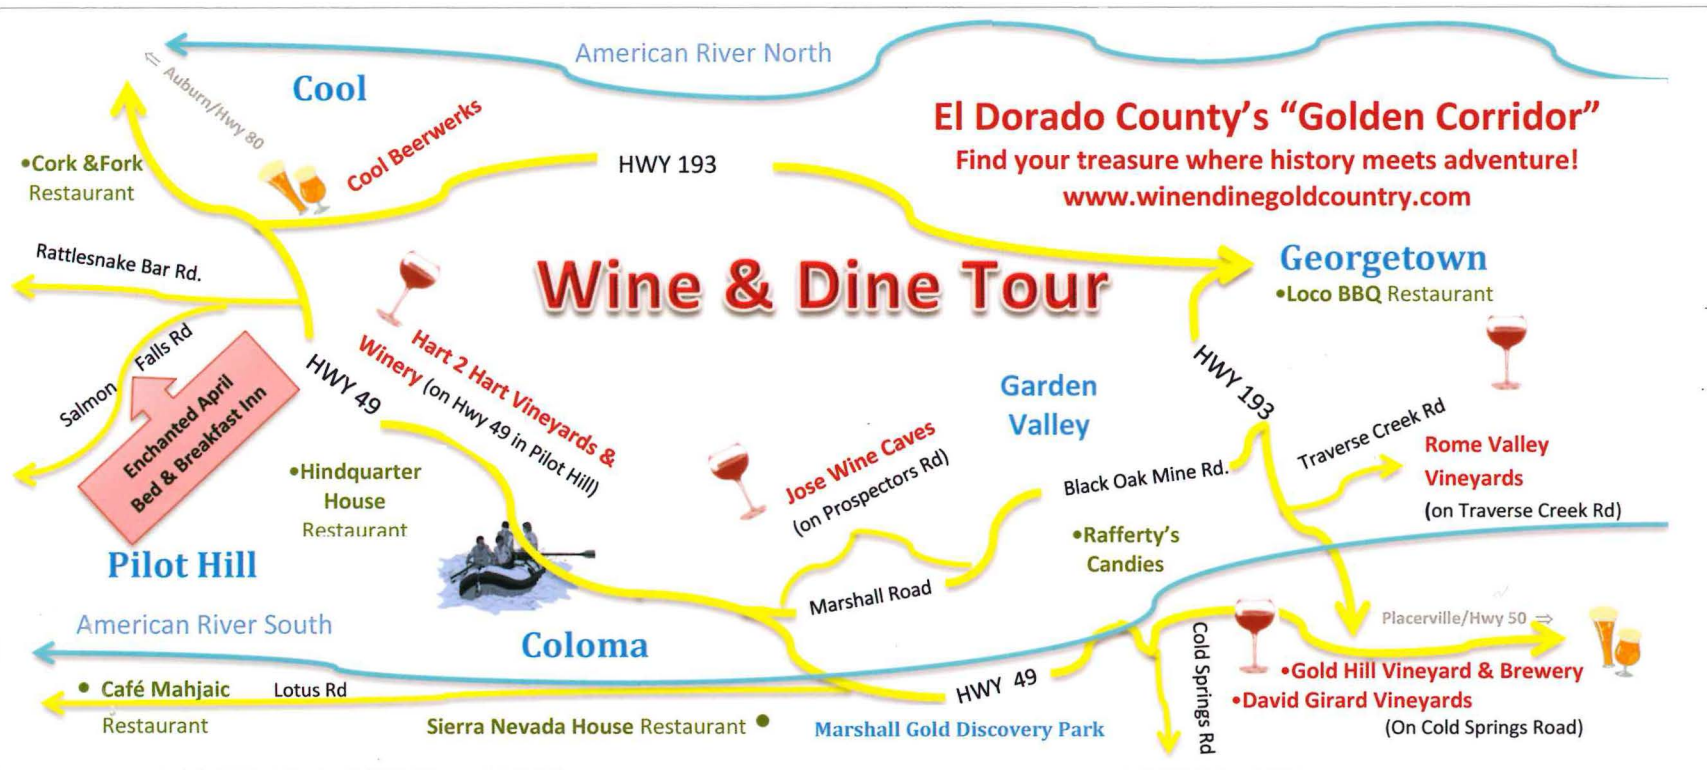 American River North
⇐ Auburn/Hwy 80
Cool
Cool Beerwerks
El Dorado County's “Golden Corridor”
Find your treasure where history meets adventure!
www.winendinegoldcountry.com
•Cork &Fork
Restaurant
HWY 193
Rattlesnake Bar Rd.
Wine & Dine Tour
Georgetown
•Loco BBQ Restaurant
Salmon Falls Rd
Enchanted April
Bed & Breakfast Inn
HWY 49
Hart 2 Hart Vineyards &
Winery (on Hwy 49 in Pilot Hill)
Garden
Valley
HWY 193
Traverse Creek Rd
Rome Valley
Vineyards
(on Traverse Creek Rd)
•Hindquarter
House
Restaurant
Jose Wine Caves
(on Prospectors Rd)
Black Oak Mine Rd.
•Rafferty's
Candies
Pilot Hill
Marshall Road
American River South
Coloma
Placerville/Hwy 50 ⇒
Cold Springs Rd
• Café Mahjaic
Restaurant
Lotus Rd
Sierra Nevada House Restaurant •
HWY 49
Marshall Gold Discovery Park
•Gold Hill Vineyard & Brewery
•David Girard Vineyards
(On Cold Springs Road)